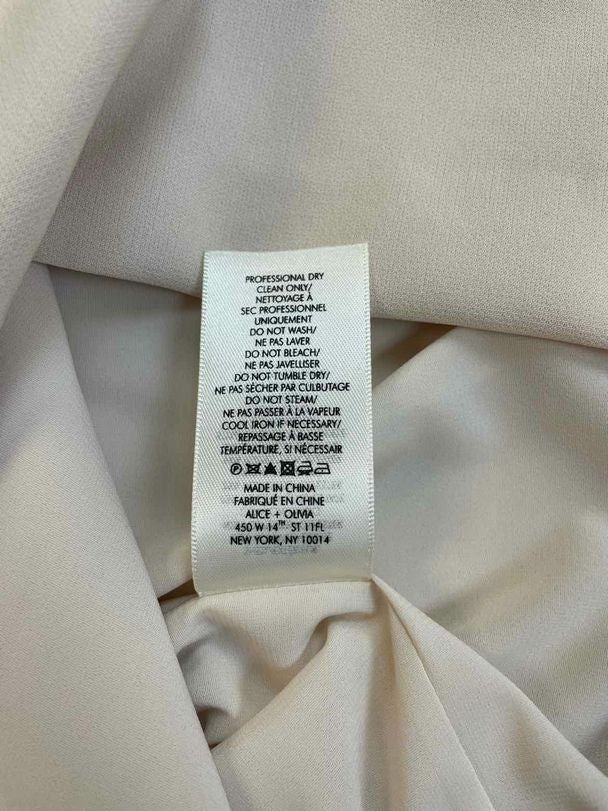 PROFESSIONAL DRY
CLEAN ONLY/
NETTOYAGE À
SEC PROFESSIONNEL
UNIQUEMENT
DO NOT WASH/
NE PAS LAVER
DO NOT BLEACH/
NE PAS JAVELLISER
DO NOT TUMBLE DRY/
NE PAS SÉCHER PAR CULBUTAGE
DO NOT STEAM/
NE PAS PASSER À LA VAPEUR
COOL IRON IF NECESSARY/
REPASSAGE À BASSE
TEMPÉRATURE, SI NÉCESSAIR
MADE IN CHINA
FABRIQUÉ EN CHINE
ALICE + OLIVIA
450 W 14TH ST 11FL
NEW YORK, NY 10014